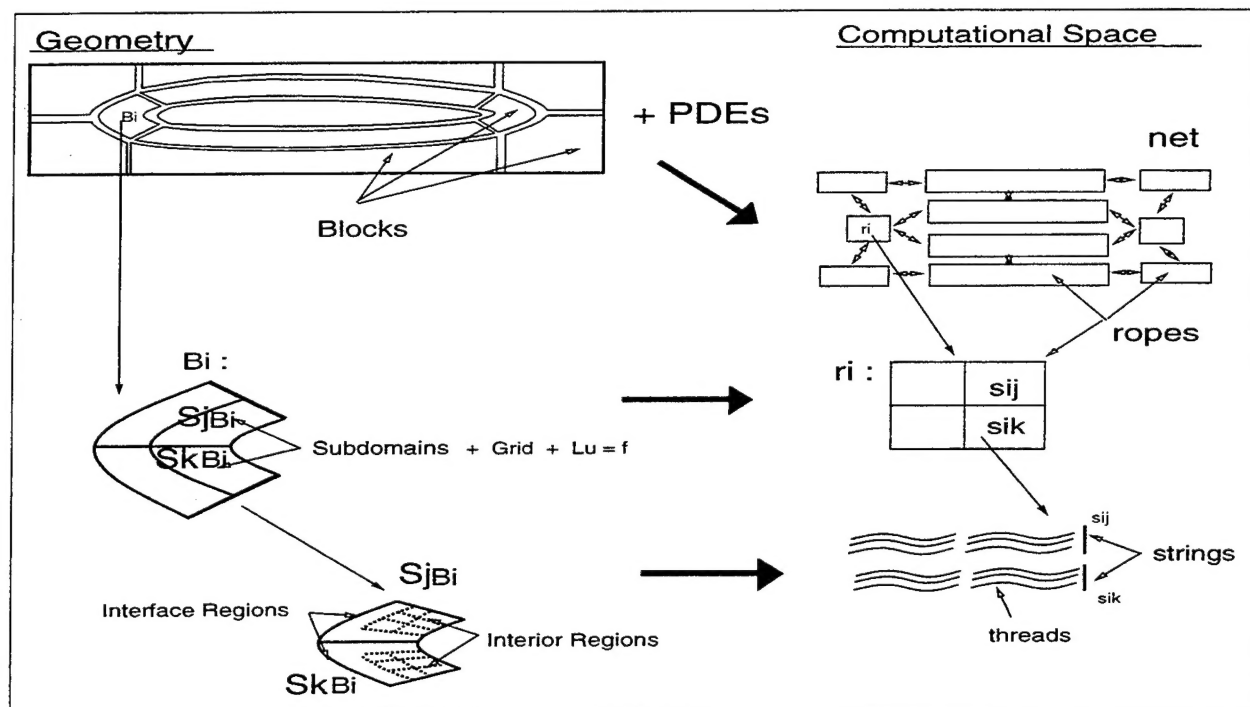 Geometry
Computational Space
Bi
+ PDEs
net
Blocks
ri
ropes
Bi :
ri :
SjBi
SkBi
Subdomains + Grid + Lu = f
sij
sik
SjBi
Interface Regions
Interior Regions
SkBi
sij
strings
sik
threads